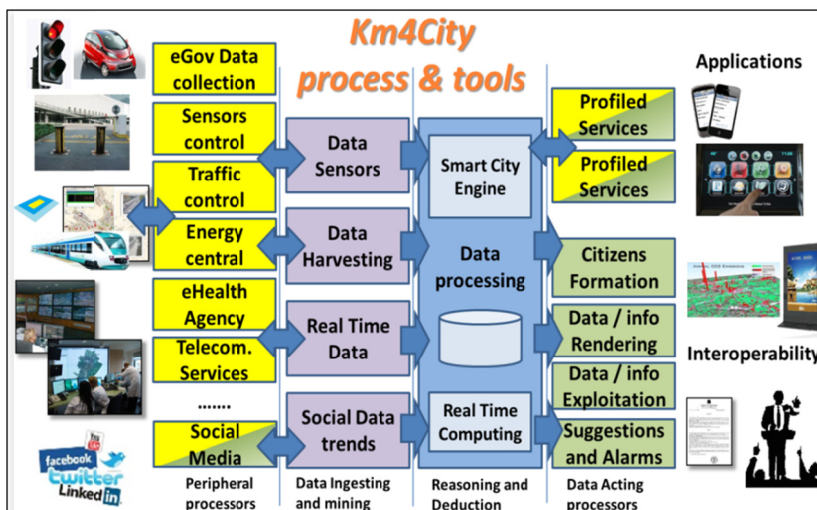 Km4City
process & tools
eGov Data
collection
Sensors
control
Traffic
control
Energy
central
eHealth
Agency
Telecom.
Services
.......
Social
Media
Peripheral
processors
Data
Sensors
Data
Harvesting
Real Time
Data
Social Data
trends
Data Ingesting
and mining
Smart City
Engine
Data
processing
Real Time
Computing
Reasoning and
Deduction
Profiled
Services
Profiled
Services
Citizens
Formation
Data / info
Rendering
Data / info
Exploitation
Suggestions
and Alarms
Data Acting
processors
Applications
Interoperability
facebook
twitter
Linked in